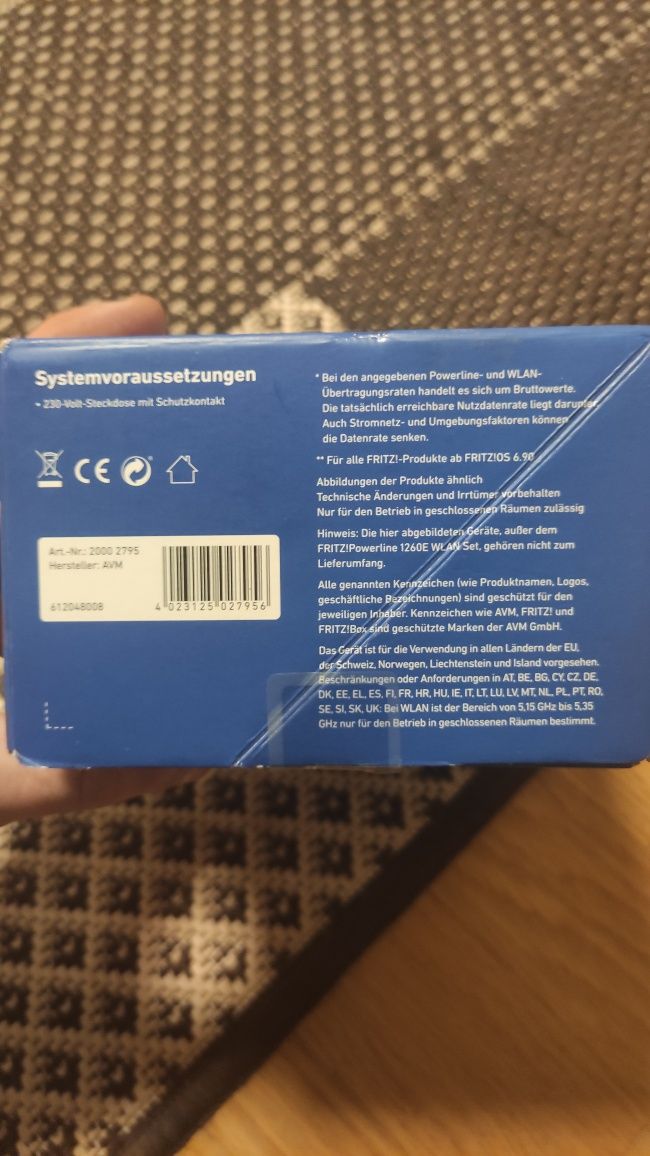 Systemvoraussetzungen
- 230-Volt-Steckdose mit Schutzkontakt
CE
Art.-Nr.: 2000 2795
Hersteller: AVM
612048008
4 023125 027956
* Bei den angegebenen Powerline- und WLAN-
Übertragungsraten handelt es sich um Bruttowerte.
Die tatsächlich erreichbare Nutzdatenrate liegt darunter.
Auch Stromnetz- und Umgebungsfaktoren können
die Datenrate senken.
** Für alle FRITZ!-Produkte ab FRITZ!OS 6.90
Abbildungen der Produkte ähnlich
Technische Änderungen und Irrtümer vorbehalten
Nur für den Betrieb in geschlossenen Räumen zulässig
Hinweis: Die hier abgebildeten Geräte, außer dem
FRITZ!Powerline 1260E WLAN Set, gehören nicht zum
Lieferumfang.
Alle genannten Kennzeichen (wie Produktnamen, Logos,
geschäftliche Bezeichnungen) sind geschützt für den
jeweiligen Inhaber. Kennzeichen wie AVM, FRITZ! und
FRITZ!Box sind geschützte Marken der AVM GmbH.
Das Gerät ist für die Verwendung in allen Ländern der EU,
der Schweiz, Norwegen, Liechtenstein und Island vorgesehen.
Beschränkungen oder Anforderungen in AT, BE, BG, CY, CZ, DE,
DK, EE, EL, ES, FI, FR, HR, HU, IE, IT, LT, LU, LV, MT, NL, PL, PT, RO,
SE, SI, SK, UK: Bei WLAN ist der Bereich von 5,15 GHz bis 5,35
GHz nur für den Betrieb in geschlossenen Räumen bestimmt.